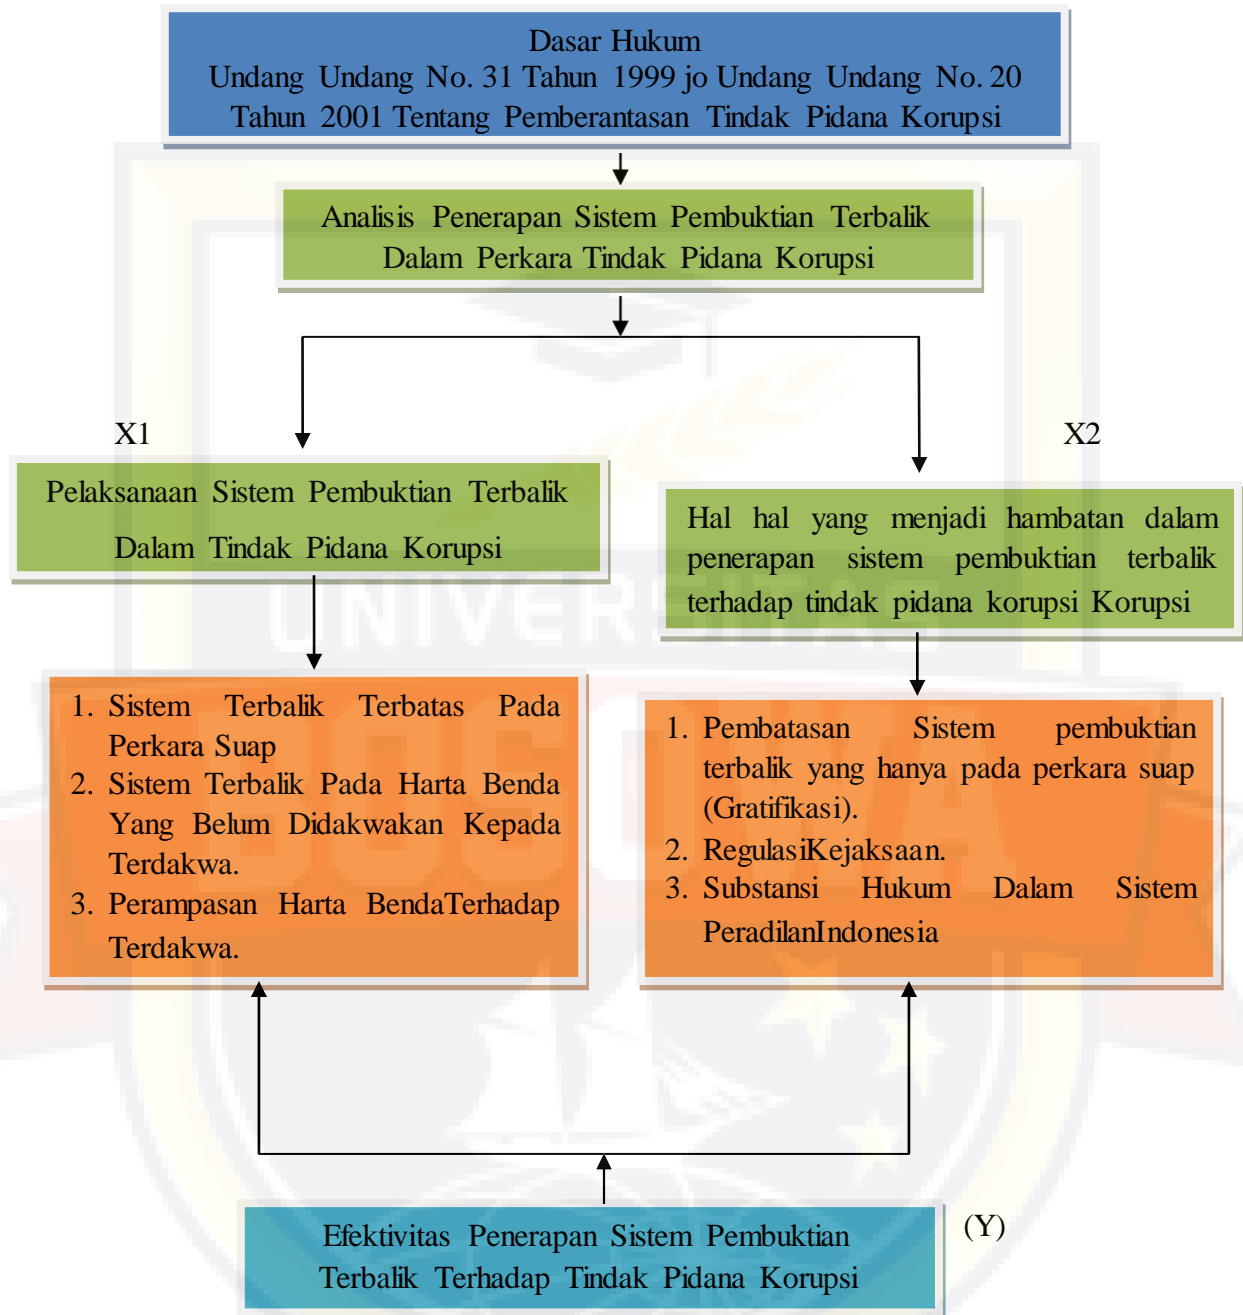 Dasar Hukum
Undang Undang No. 31 Tahun 1999 jo Undang Undang No. 20
Tahun 2001 Tentang Pemberantasan Tindak Pidana Korupsi
Analisis Penerapan Sistem Pembuktian Terbalik
Dalam Perkara Tindak Pidana Korupsi
X1
X2
Pelaksanaan Sistem Pembuktian Terbalik
Dalam Tindak Pidana Korupsi
Hal hal yang menjadi hambatan dalam
penerapan sistem pembuktian terbalik
terhadap tindak pidana korupsi Korupsi
UNIVERSITAS
BOSOWA
1. Sistem Terbalik Terbatas Pada
Perkara Suap
2. Sistem Terbalik Pada Harta Benda
Yang Belum Didakwakan Kepada
Terdakwa.
3. Perampasan Harta BendaTerhadap
Terdakwa.
1. Pembatasan Sistem pembuktian
terbalik yang hanya pada perkara suap
(Gratifikasi).
2. RegulasiKejaksaan.
3. Substansi Hukum Dalam Sistem
PeradilanIndonesia
Efektivitas Penerapan Sistem Pembuktian
Terbalik Terhadap Tindak Pidana Korupsi
(Y)